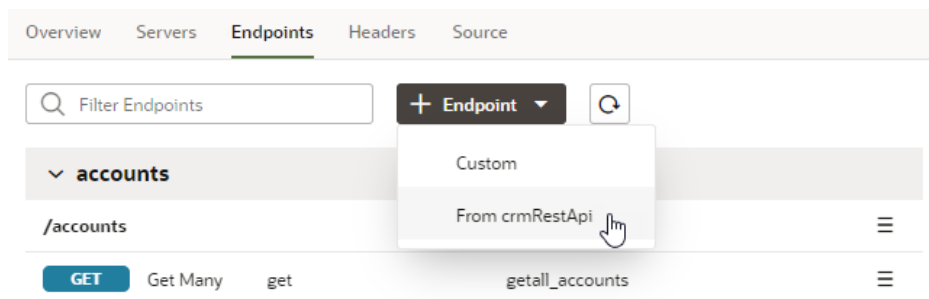 Overview Servers Endpoints Headers Source
Filter Endpoints + Endpoint
Custom
accounts
From crmRestApi
/accounts
GET Get Many get getall_accounts